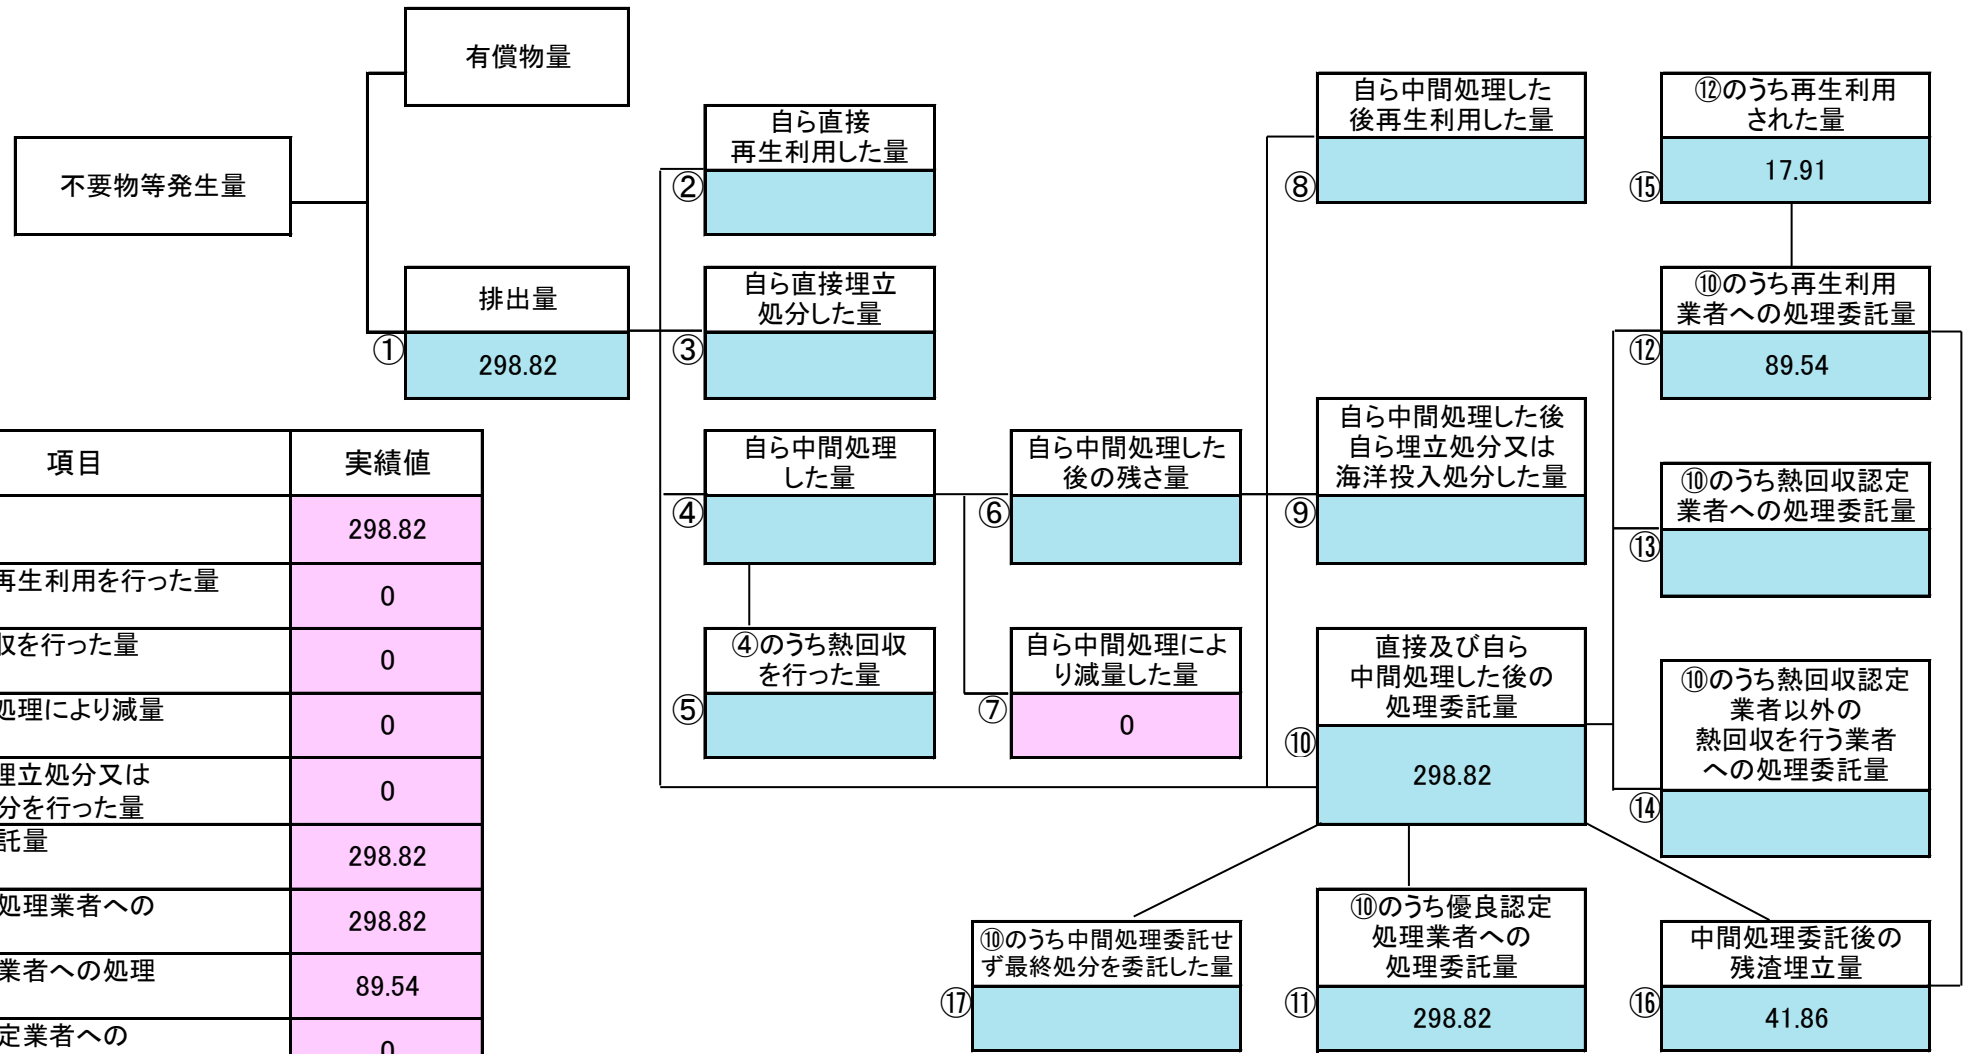 有償物量
不要物等発生量
排出量
①
298.82
自ら直接
再生利用した量
②
自ら直接埋立
処分した量
③
自ら中間処理
した量
④
④のうち熱回収
を行った量
⑤
自ら中間処理した
後の残さ量
⑥
自ら中間処理によ
り減量した量
⑦
0
自ら中間処理した
後再生利用した量
⑧
自ら中間処理した後
自ら埋立処分又は
海洋投入処分した量
⑨
直接及び自ら
中間処理した後の
処理委託量
⑩
298.82
⑩のうち優良認定
処理業者への
処理委託量
⑪
298.82
⑫のうち再生利用
された量
⑮
17.91
⑩のうち再生利用
業者への処理委託量
⑫
89.54
⑩のうち熱回収認定
業者への処理委託量
⑬
⑩のうち熱回収認定
業者以外の
熱回収を行う業者
への処理委託量
⑭
中間処理委託後の
残渣埋立量
⑯
41.86
⑩のうち中間処理委託せ
ず最終処分を委託した量
⑰
項目 実績値
298.82
再生利用を行った量
0
収を行った量
0
処理により減量
0
埋立処分又は
分を行った量
0
託量
298.82
処理業者への
298.82
業者への処理
89.54
定業者への
0